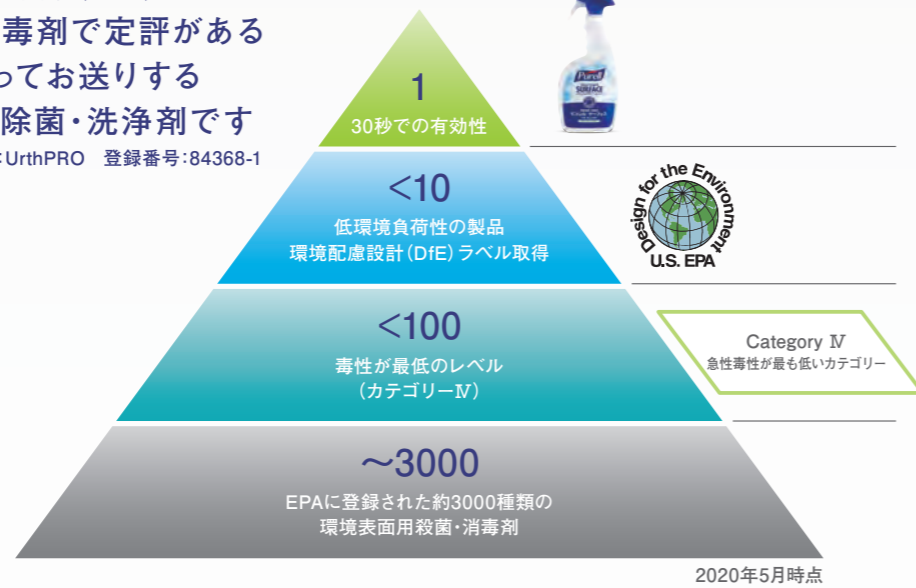 毒剤で定評がある
ってお送りする
除菌・洗浄剤です
:UrthPRO 登録番号:84368-1
1
30秒での有効性
Purell
SURFACE
<10
低環境負荷性の製品
環境配慮設計(DfE)ラベル取得
Design for the Environment
U.S. EPA
<100
毒性が最低のレベル
(カテゴリーⅣ)
Category Ⅳ
急性毒性が最も低いカテゴリー
～3000
EPAに登録された約3000種類の
環境表面用殺菌・消毒剤
2020年5月時点